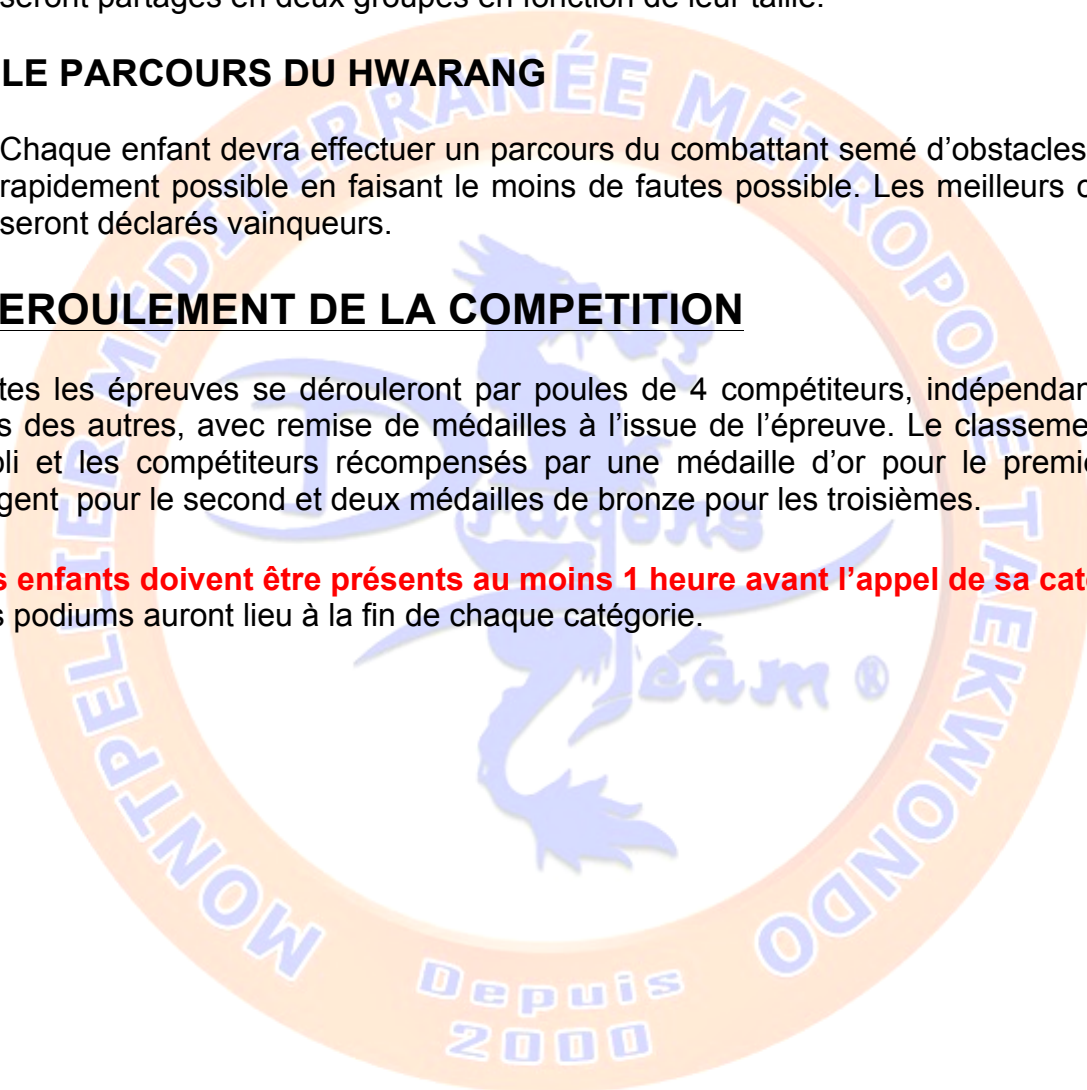 seront partagés en deux groupes en fonction de leur taille.
LE PARCOURS DU HWARANG
Chaque enfant devra effectuer un parcours du combattant semé d’obstacles
rapidement possible en faisant le moins de fautes possible. Les meilleurs
seront déclarés vainqueurs.
EROULEMENT DE LA COMPETITION
tes les épreuves se dérouleront par poules de 4 compétiteurs, indépendan
s des autres, avec remise de médailles à l’issue de l’épreuve. Le classeme
li et les compétiteurs récompensés par une médaille d’or pour le premi
gent pour le second et deux médailles de bronze pour les troisièmes.
s enfants doivent être présents au moins 1 heure avant l’appel de sa cat
s podiums auront lieu à la fin de chaque catégorie.
MONTPELLIER MÉDITERRANÉE MÉTROPOLE TAEKWONDO
Dragons
Team ®
Depuis
2000